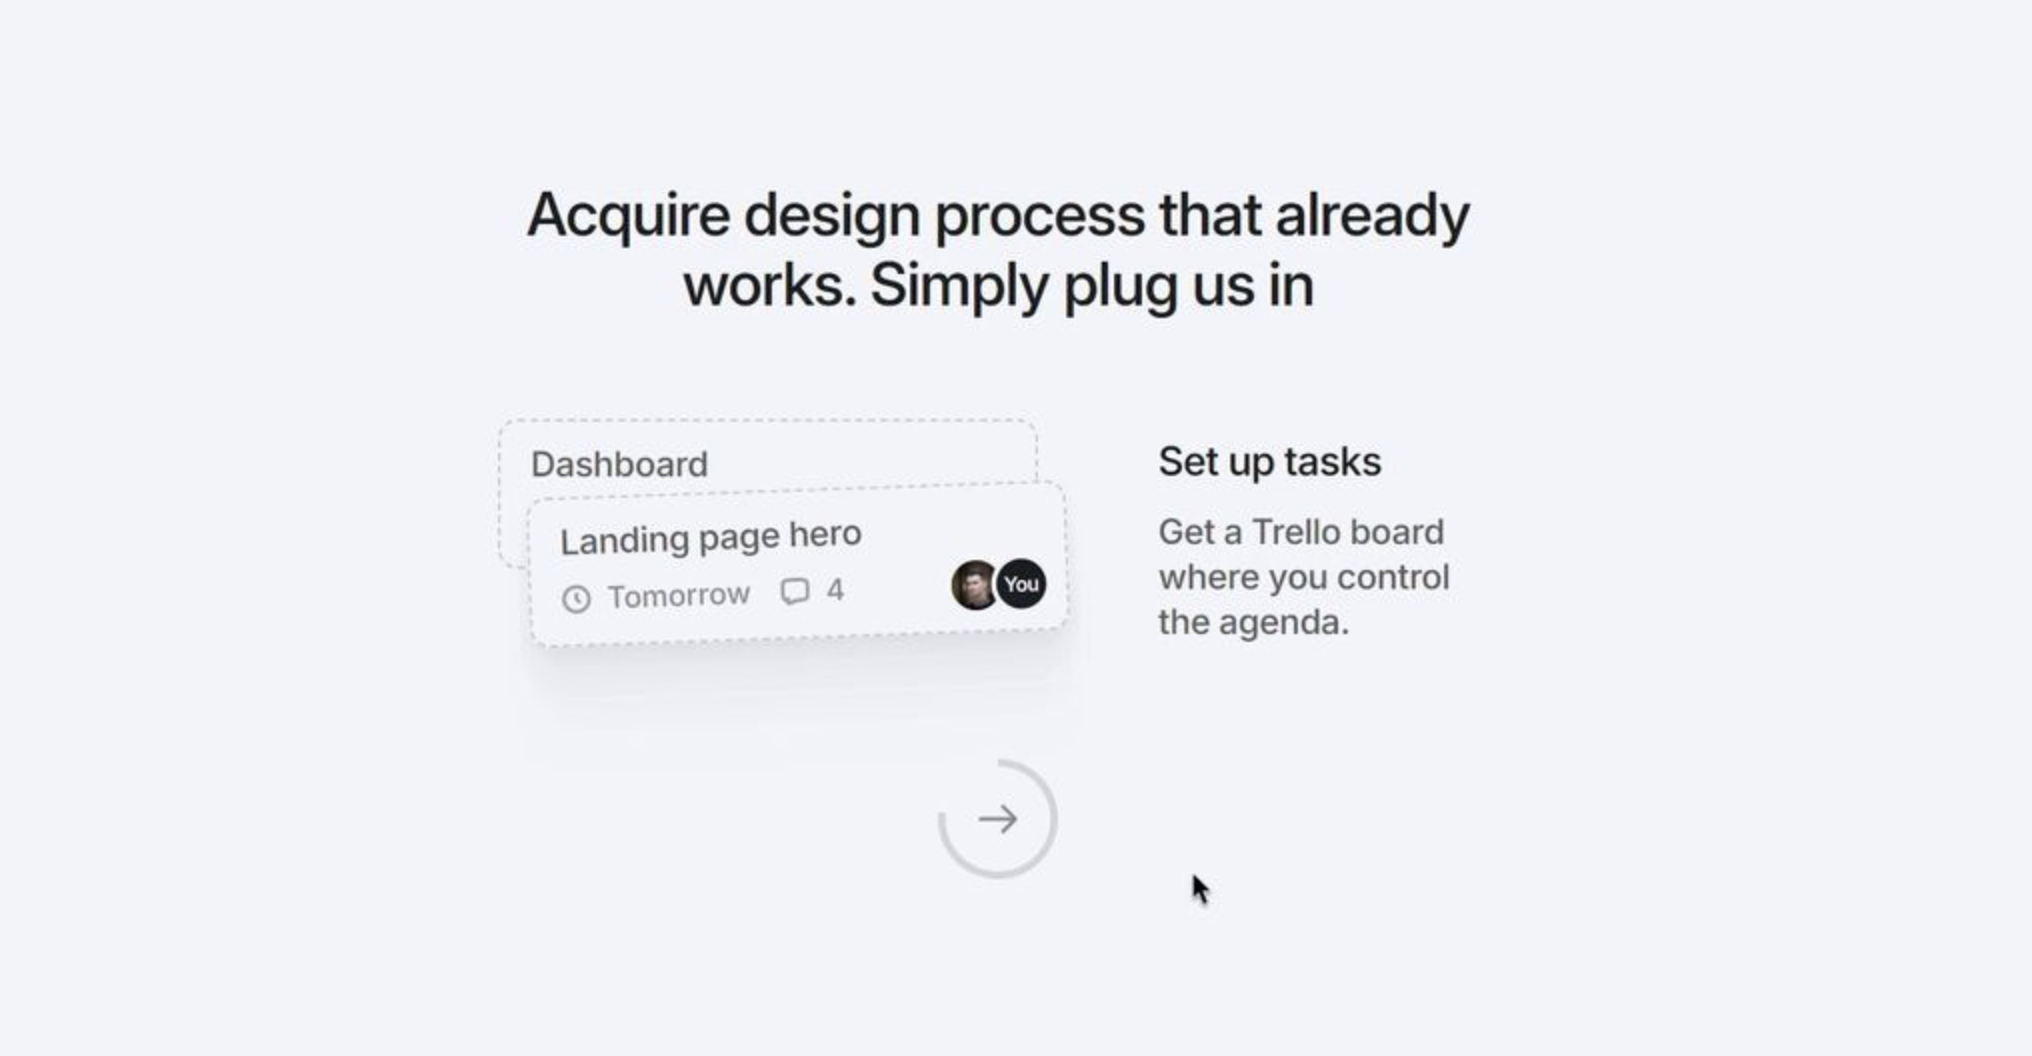 Acquire design process that already
works. Simply plug us in
Dashboard
Landing page hero
Tomorrow 4
You
Set up tasks
Get a Trello board
where you control
the agenda.